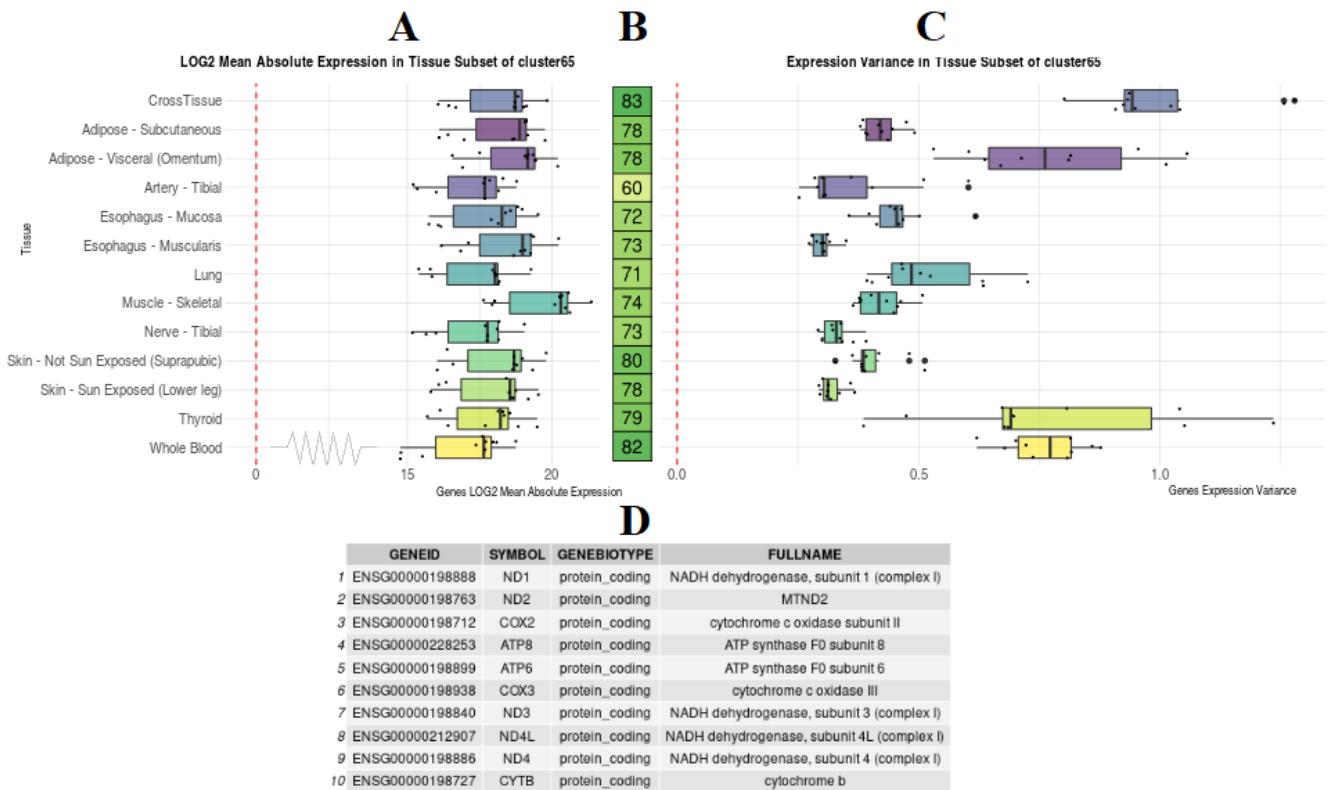 A B C
LOG2 Mean Absolute Expression in Tissue Subset of cluster65
Expression Variance in Tissue Subset of cluster65
Tissue
CrossTissue 83
Adipose - Subcutaneous 78
Adipose - Visceral (Omentum) 78
Artery - Tibial 60
Esophagus - Mucosa 72
Esophagus - Muscularis 73
Lung 71
Muscle - Skeletal 74
Nerve - Tibial 73
Skin - Not Sun Exposed (Suprapubic) 80
Skin - Sun Exposed (Lower leg) 78
Thyroid 79
Whole Blood 82
0 15 20 0.0 0.5 1.0
Genes LOG2 Mean Absolute Expression Genes Expression Variance
D
GENEID SYMBOL GENEBIOTYPE FULLNAME
1 ENSG00000198888 ND1 protein_coding NADH dehydrogenase, subunit 1 (complex I)
2 ENSG00000198763 ND2 protein_coding MTND2
3 ENSG00000198712 COX2 protein_coding cytochrome c oxidase subunit II
4 ENSG00000228253 ATP8 protein_coding ATP synthase F0 subunit 8
5 ENSG00000198899 ATP6 protein_coding ATP synthase F0 subunit 6
6 ENSG00000198938 COX3 protein_coding cytochrome c oxidase III
7 ENSG00000198840 ND3 protein_coding NADH dehydrogenase, subunit 3 (complex I)
8 ENSG00000212907 ND4L protein_coding NADH dehydrogenase, subunit 4L (complex I)
9 ENSG00000198886 ND4 protein_coding NADH dehydrogenase, subunit 4 (complex I)
10 ENSG00000198727 CYTB protein_coding cytochrome b